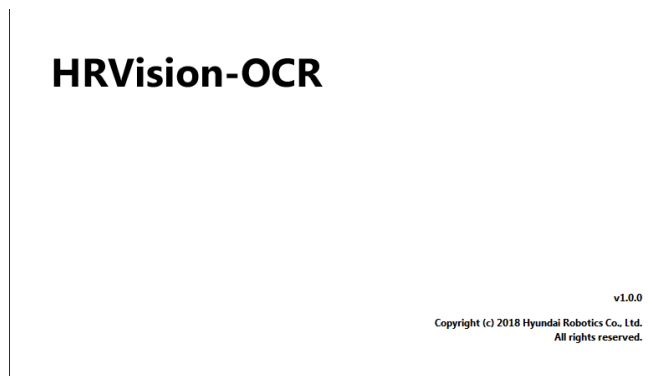 HRVision-OCR
v1.0.0
Copyright (c) 2018 Hyundai Robotics Co., Ltd.
All rights reserved.